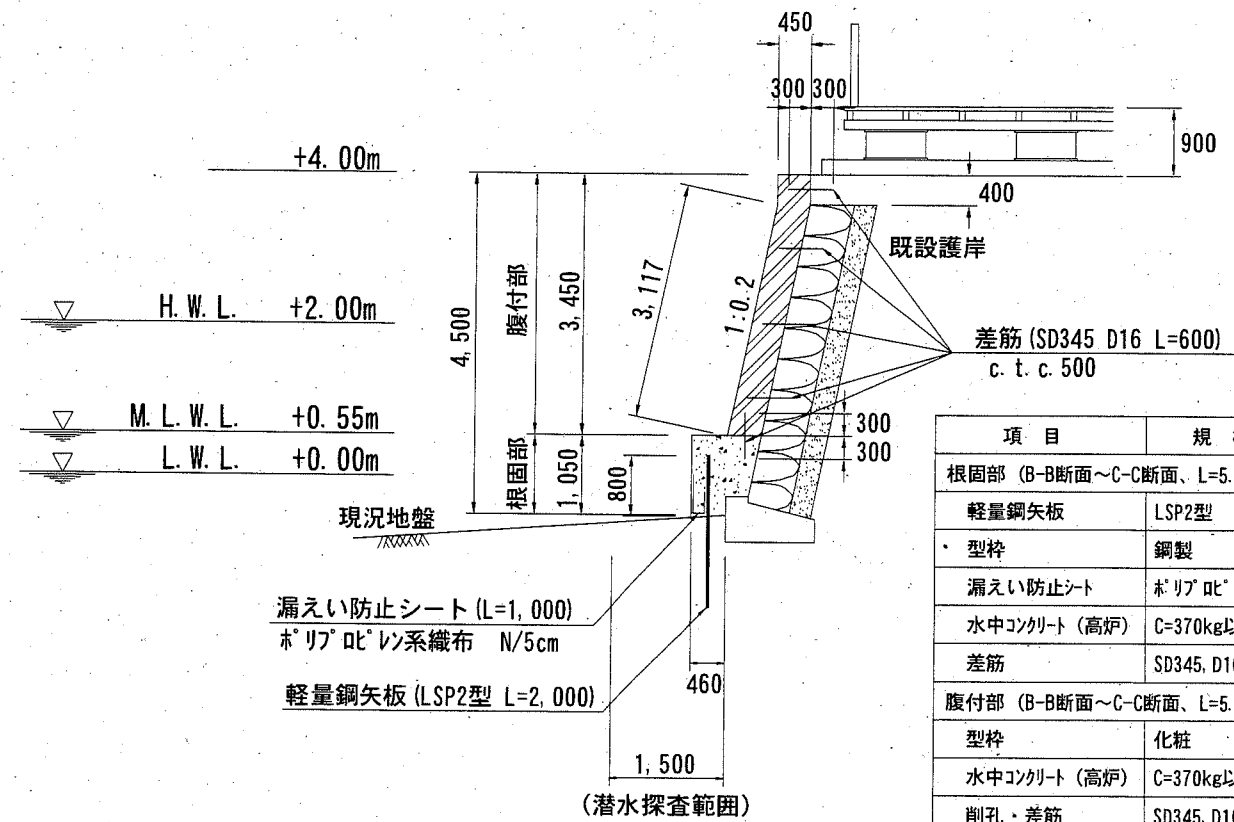 450
300 300
900
+4.00m
400
既設護岸
3,117
1:0.2
腹付部
3,450
4,500
H.W.L. +2.00m
差筋(SD345 D16 L=600)
c.t.c.500
M.L.W.L. +0.55m
300
300
L.W.L. +0.00m
根固部
1,050
800
現況地盤
漏えい防止シート(L=1,000)
ポリプロピレン系織布 N/5cm
460
軽量鋼矢板(LSP2型 L=2,000)
1,500
(潜水探査範囲)
項 目 規
根固部 (B-B断面~C-C断面、L=5.
軽量鋼矢板 LSP2型
型枠 鋼製
漏えい防止シート ポリプロピ
水中コンクリート (高炉) C=370kg以
差筋 SD345,D16
腹付部 (B-B断面~C-C断面、L=5.
型枠 化粧
水中コンクリート (高炉) C=370kg以
削孔・差筋 SD345,D16